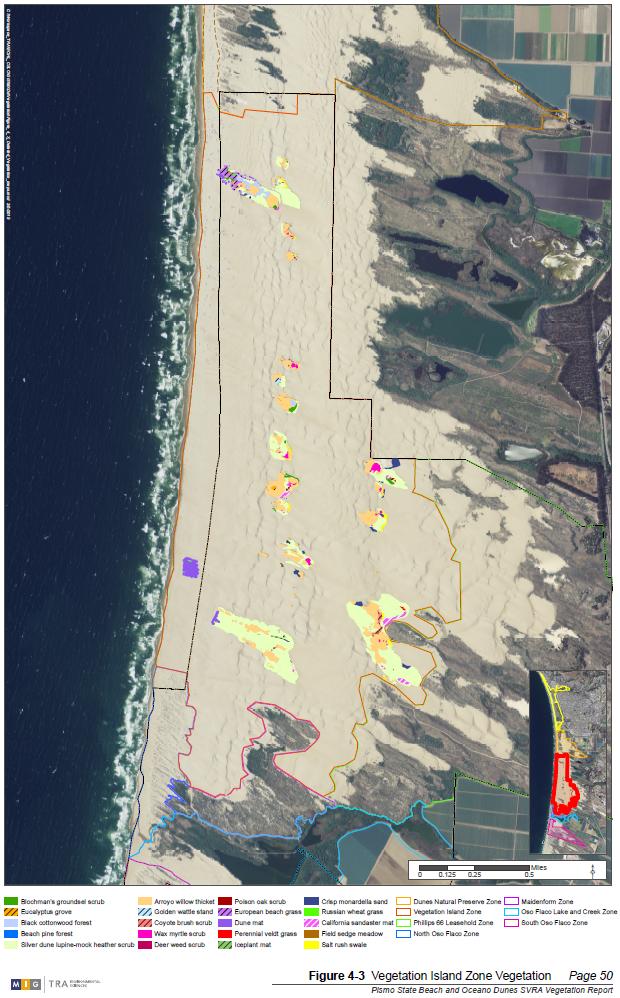 Miles
0 0.125 0.25 0.5
Blochman's groundsel scrub
Eucalyptus grove
Black cottonwood forest
Beach pine forest
Silver dune lupine-mock heather scrub
Arroyo willow thicket
Golden wattle stand
Coyote brush scrub
Wax myrtle scrub
Deer weed scrub
Poison oak scrub
European beach grass
Dune mat
Perennial veldt grass
Iceplant mat
Crisp monardella sand
Russian wheat grass
California sandaster mat
Field sedge meadow
Salt rush swale
Dunes Natural Preserve Zone
Vegetation Island Zone
Phillips 66 Leasehold Zone
North Oso Flaco Zone
Maidenform Zone
Oso Flaco Lake and Creek Zone
South Oso Flaco Zone
MIG TRA ENVIRONMENTAL SCIENCES
Figure 4-3 Vegetation Island Zone Vegetation Page 50
Pismo State Beach and Oceano Dunes SVRA Vegetation Report